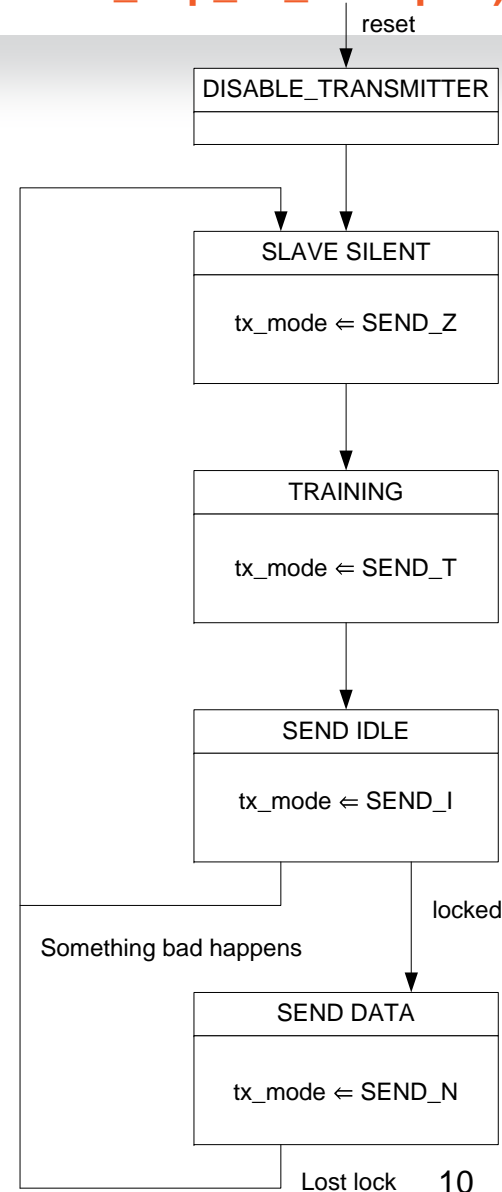 reset
DISABLE_TRANSMITTER
SLAVE SILENT
tx_mode ⇐ SEND_Z
TRAINING
tx_mode ⇐ SEND_T
SEND IDLE
tx_mode ⇐ SEND_I
locked
Something bad happens
SEND DATA
tx_mode ⇐ SEND_N
Lost lock 10